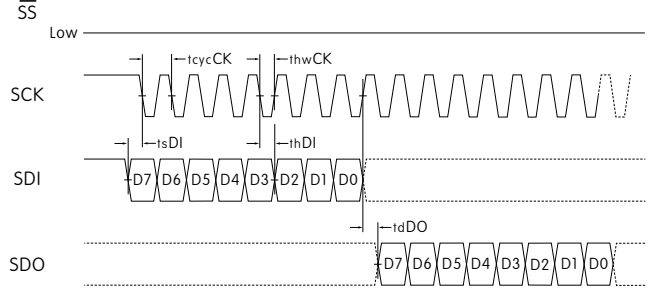 SS
Low
tcycCK thwCK
SCK
tsDI thDI
SDI D7 D6 D5 D4 D3 D2 D1 D0
tdDO
SDO D7 D6 D5 D4 D3 D2 D1 D0